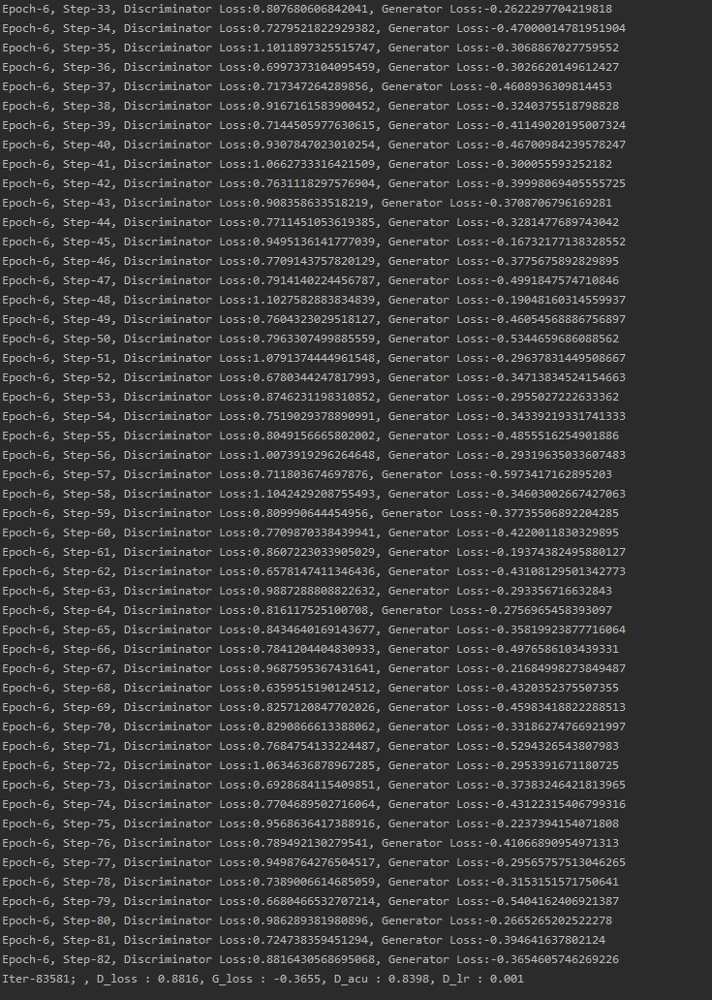 Epoch-6, Step-33, Discriminator Loss:0.807680606842041, Generator Loss:-0.2622297704219818
Epoch-6, Step-34, Discriminator Loss:0.7279521822929382, Generator Loss:-0.47000014781951904
Epoch-6, Step-35, Discriminator Loss:1.1011897325515747, Generator Loss:-0.3068867027759552
Epoch-6, Step-36, Discriminator Loss:0.6997373104095459, Generator Loss:-0.3026620149612427
Epoch-6, Step-37, Discriminator Loss:0.717347264289856, Generator Loss:-0.4608936309814453
Epoch-6, Step-38, Discriminator Loss:0.9167161583900452, Generator Loss:-0.3240375518798828
Epoch-6, Step-39, Discriminator Loss:0.7144505977630615, Generator Loss:-0.41149020195007324
Epoch-6, Step-40, Discriminator Loss:0.9307847023010254, Generator Loss:-0.46700984239578247
Epoch-6, Step-41, Discriminator Loss:1.0662733316421509, Generator Loss:-0.300055593252182
Epoch-6, Step-42, Discriminator Loss:0.7631118297576904, Generator Loss:-0.39998069405555725
Epoch-6, Step-43, Discriminator Loss:0.908358633518219, Generator Loss:-0.3708706796169281
Epoch-6, Step-44, Discriminator Loss:0.7711451053619385, Generator Loss:-0.3281477689743042
Epoch-6, Step-45, Discriminator Loss:0.9495136141777039, Generator Loss:-0.16732177138328552
Epoch-6, Step-46, Discriminator Loss:0.7709143757820129, Generator Loss:-0.3775675892829895
Epoch-6, Step-47, Discriminator Loss:0.7914140224456787, Generator Loss:-0.4991847574710846
Epoch-6, Step-48, Discriminator Loss:1.1027582883834839, Generator Loss:-0.19048160314559937
Epoch-6, Step-49, Discriminator Loss:0.7604323029518127, Generator Loss:-0.46054568886756897
Epoch-6, Step-50, Discriminator Loss:0.7963307499885559, Generator Loss:-0.5344659686088562
Epoch-6, Step-51, Discriminator Loss:1.0791374444961548, Generator Loss:-0.29637831449508667
Epoch-6, Step-52, Discriminator Loss:0.6780344247817993, Generator Loss:-0.34713834524154663
Epoch-6, Step-53, Discriminator Loss:0.8746231198310852, Generator Loss:-0.2955027222633362
Epoch-6, Step-54, Discriminator Loss:0.7519029378890991, Generator Loss:-0.34339219331741333
Epoch-6, Step-55, Discriminator Loss:0.8049156665802002, Generator Loss:-0.4855516254901886
Epoch-6, Step-56, Discriminator Loss:1.0073919296264648, Generator Loss:-0.29319635033607483
Epoch-6, Step-57, Discriminator Loss:0.711803674697876, Generator Loss:-0.5973417162895203
Epoch-6, Step-58, Discriminator Loss:1.1042429208755493, Generator Loss:-0.34603002667427063
Epoch-6, Step-59, Discriminator Loss:0.809990644454956, Generator Loss:-0.37735506892204285
Epoch-6, Step-60, Discriminator Loss:0.7709870338439941, Generator Loss:-0.4220011830329895
Epoch-6, Step-61, Discriminator Loss:0.8607223033905029, Generator Loss:-0.19374382495880127
Epoch-6, Step-62, Discriminator Loss:0.6578147411346436, Generator Loss:-0.43108129501342773
Epoch-6, Step-63, Discriminator Loss:0.9887288808822632, Generator Loss:-0.293356716632843
Epoch-6, Step-64, Discriminator Loss:0.816117525100708, Generator Loss:-0.2756965458393097
Epoch-6, Step-65, Discriminator Loss:0.8434640169143677, Generator Loss:-0.35819923877716064
Epoch-6, Step-66, Discriminator Loss:0.7841204404830933, Generator Loss:-0.4976586103439331
Epoch-6, Step-67, Discriminator Loss:0.9687595367431641, Generator Loss:-0.21684998273849487
Epoch-6, Step-68, Discriminator Loss:0.6359515190124512, Generator Loss:-0.4320352375507355
Epoch-6, Step-69, Discriminator Loss:0.8257120847702026, Generator Loss:-0.45983418822288513
Epoch-6, Step-70, Discriminator Loss:0.8290866613388062, Generator Loss:-0.33186274766921997
Epoch-6, Step-71, Discriminator Loss:0.7684754133224487, Generator Loss:-0.5294326543807983
Epoch-6, Step-72, Discriminator Loss:1.0634636878967285, Generator Loss:-0.2953391671180725
Epoch-6, Step-73, Discriminator Loss:0.6928684115409851, Generator Loss:-0.37383246421813965
Epoch-6, Step-74, Discriminator Loss:0.7704689502716064, Generator Loss:-0.43122315406799316
Epoch-6, Step-75, Discriminator Loss:0.9568636417388916, Generator Loss:-0.2237394154071808
Epoch-6, Step-76, Discriminator Loss:0.789492130279541, Generator Loss:-0.41066890954971313
Epoch-6, Step-77, Discriminator Loss:0.9498764276504517, Generator Loss:-0.29565757513046265
Epoch-6, Step-78, Discriminator Loss:0.7389006614685059, Generator Loss:-0.3153151571750641
Epoch-6, Step-79, Discriminator Loss:0.6680466532707214, Generator Loss:-0.5404162406921387
Epoch-6, Step-80, Discriminator Loss:0.986289381980896, Generator Loss:-0.2665265202522278
Epoch-6, Step-81, Discriminator Loss:0.724738359451294, Generator Loss:-0.394641637802124
Epoch-6, Step-82, Discriminator Loss:0.8816430568695068, Generator Loss:-0.3654605746269226
Iter-83581; , D_loss : 0.8816, G_loss : -0.3655, D_acu : 0.8398, D_lr : 0.001